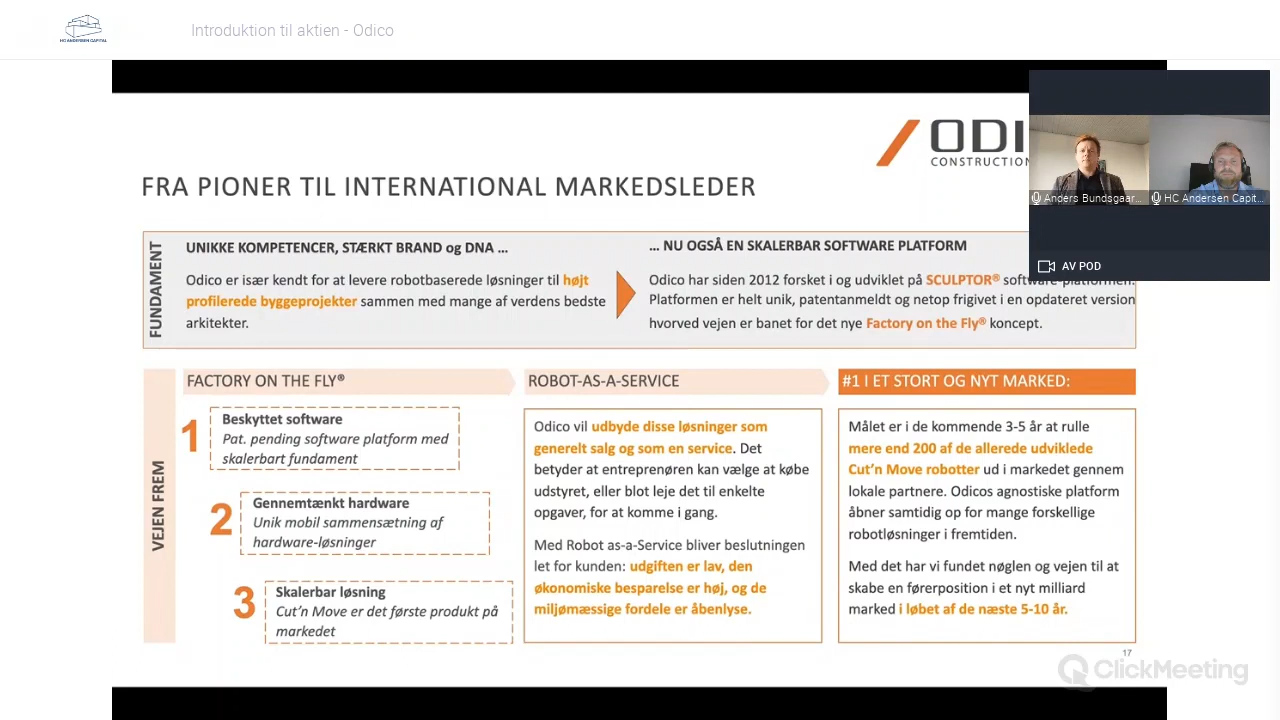 HC ANDERSEN CAPITAL
Introduktion til aktien - Odico
ODI
CONSTRUCTION
FRA PIONER TIL INTERNATIONAL MARKEDSLEDER
Anders Bundsgaar...
HC Andersen Capit...
AV POD
FUNDAMENT
UNIKKE KOMPETENCER, STÆRKT BRAND og DNA ...
Odico er især kendt for at levere robotbaserede løsninger til højt
profilerede byggeprojekter sammen med mange af verdens bedste
arkitekter.
... NU OGSÅ EN SKALERBAR SOFTWARE PLATFORM
Odico har siden 2012 forsket i og udviklet på SCULPTOR® software-platformen.
Platformen er helt unik, patentanmeldt og netop frigivet i en opdateret version
hvorved vejen er banet for det nye Factory on the Fly® koncept.
VEJEN FREM
FACTORY ON THE FLY®
1
Beskyttet software
Pat. pending software platform med
skalerbart fundament
2
Gennemtænkt hardware
Unik mobil sammensætning af
hardware-løsninger
3
Skalerbar løsning
Cut'n Move er det første produkt på
markedet
ROBOT-AS-A-SERVICE
Odico vil udbyde disse løsninger som
generelt salg og som en service. Det
betyder at entreprenøren kan vælge at købe
udstyret, eller blot leje det til enkelte
opgaver, for at komme i gang.
Med Robot as-a-Service bliver beslutningen
let for kunden: udgiften er lav, den
økonomiske besparelse er høj, og de
miljømæssige fordele er åbenlyse.
#1 I ET STORT OG NYT MARKED:
Målet er i de kommende 3-5 år at rulle
mere end 200 af de allerede udviklede
Cut'n Move robotter ud i markedet gennem
lokale partnere. Odicos agnostiske platform
åbner samtidig op for mange forskellige
robotløsninger i fremtiden.
Med det har vi fundet nøglen og vejen til at
skabe en førerposition i et nyt milliard
marked i løbet af de næste 5-10 år.
17
ClickMeeting